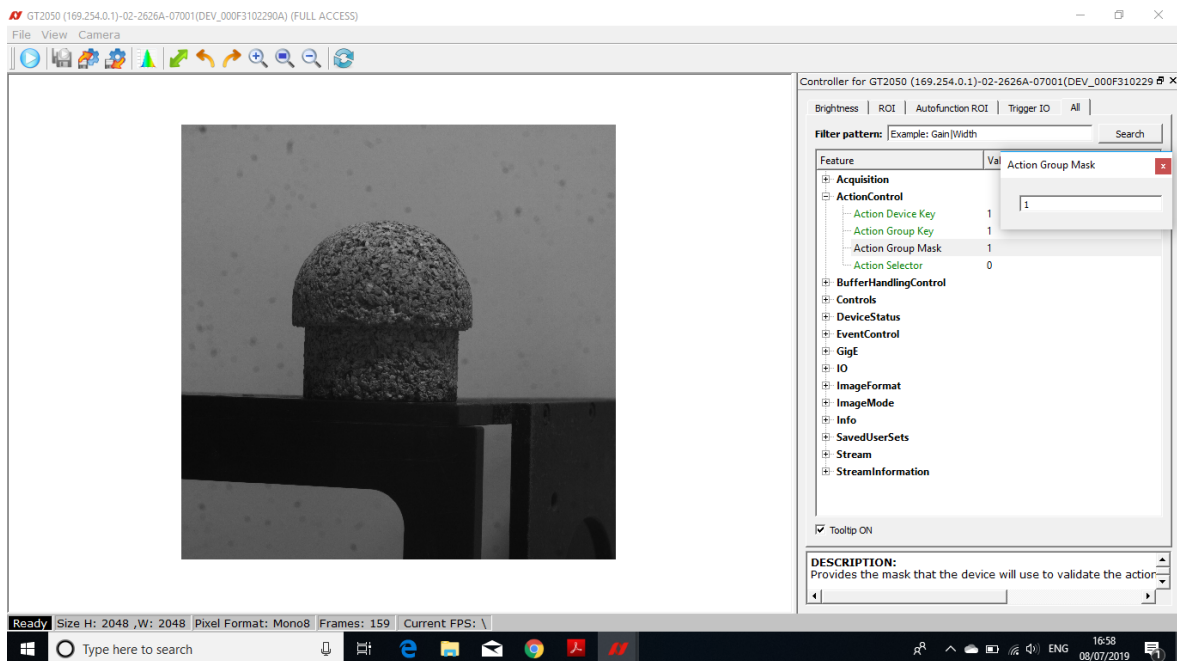 GT2050 (169.254.0.1)-02-2626A-07001(DEV_000F3102290A) (FULL ACCESS)
File View Camera
Controller for GT2050 (169.254.0.1)-02-2626A-07001(DEV_000F310229
Brightness ROI Autofunction ROI Trigger IO All
Filter pattern: Example: Gain|Width Search
Feature Val
Action Group Mask x
1
Acquisition
ActionControl
Action Device Key 1
Action Group Key 1
Action Group Mask 1
Action Selector 0
BufferHandlingControl
Controls
DeviceStatus
EventControl
GigE
IO
ImageFormat
ImageMode
Info
SavedUserSets
Stream
StreamInformation
Tooltip ON
DESCRIPTION:
Provides the mask that the device will use to validate the action
Ready Size H: 2048 ,W: 2048 Pixel Format: Mono8 Frames: 159 Current FPS: \
Type here to search
ENG
16:58
08/07/2019
1